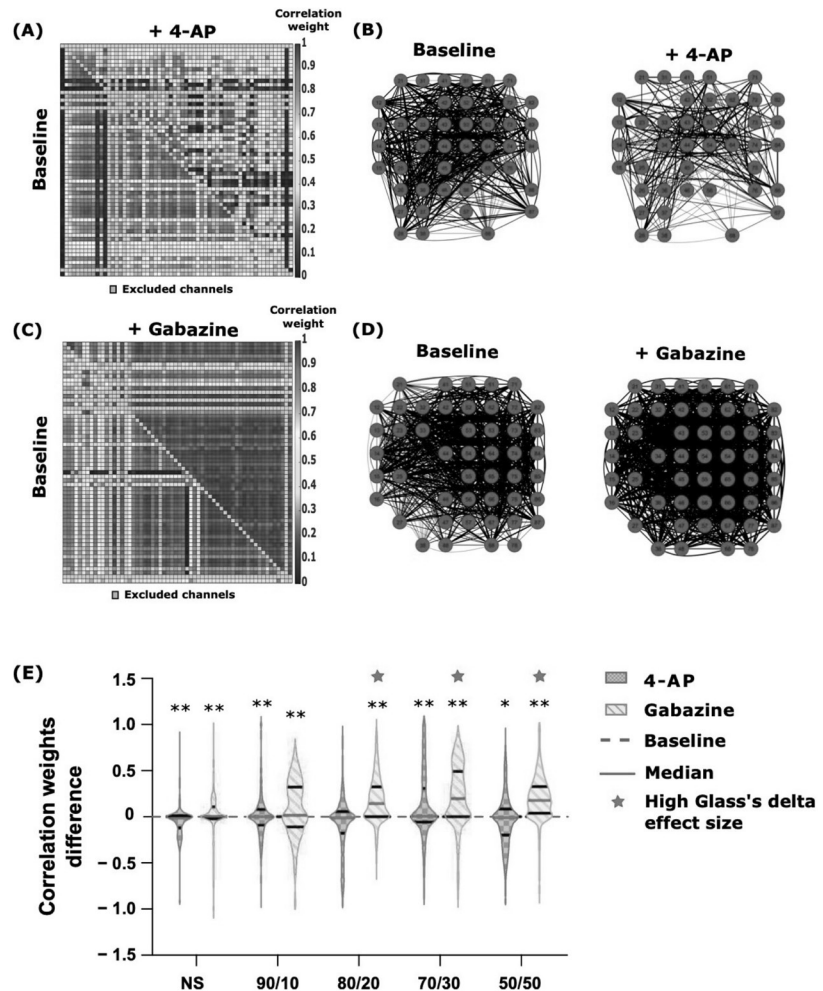 (A)
+ 4-AP
Correlation
weight
Baseline
1
0.9
0.8
0.7
0.6
0.5
0.4
0.3
0.2
0.1
0
Excluded channels
(B)
Baseline
+ 4-AP
(C)
+ Gabazine
Correlation
weight
Baseline
1
0.9
0.8
0.7
0.6
0.5
0.4
0.3
0.2
0.1
0
Excluded channels
(D)
Baseline
+ Gabazine
(E)
Correlation weights
difference
1.5
1.0
0.5
0
− 0.5
− 1.0
− 1.5
** ** ** ** ** ** ** * **
NS 90/10 80/20 70/30 50/50
4-AP
Gabazine
Baseline
Median
★ High Glass's delta
effect size